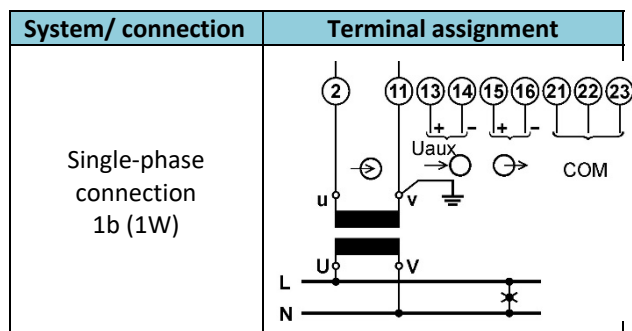 System/ connection
Terminal assignment
Single-phase
connection
1b (1W)
2 11 13 14 15 16 21 22 23
+ − + −
Uaux
COM
u v
U V
L
N